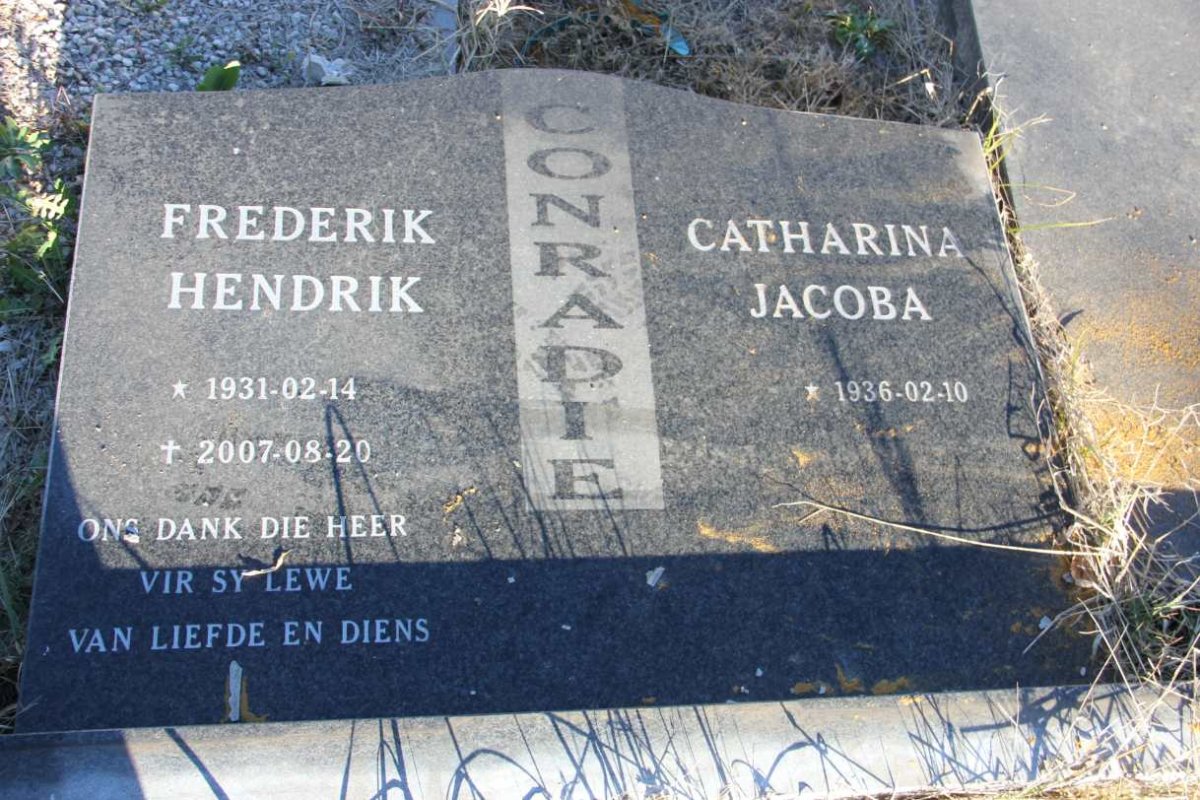 CONRADIE
FREDERIK
HENDRIK
★ 1931-02-14
✝ 2007-08-20
ONS DANK DIE HEER
VIR SY LEWE
VAN LIEFDE EN DIENS
CATHARINA
JACOBA
★ 1936-02-10